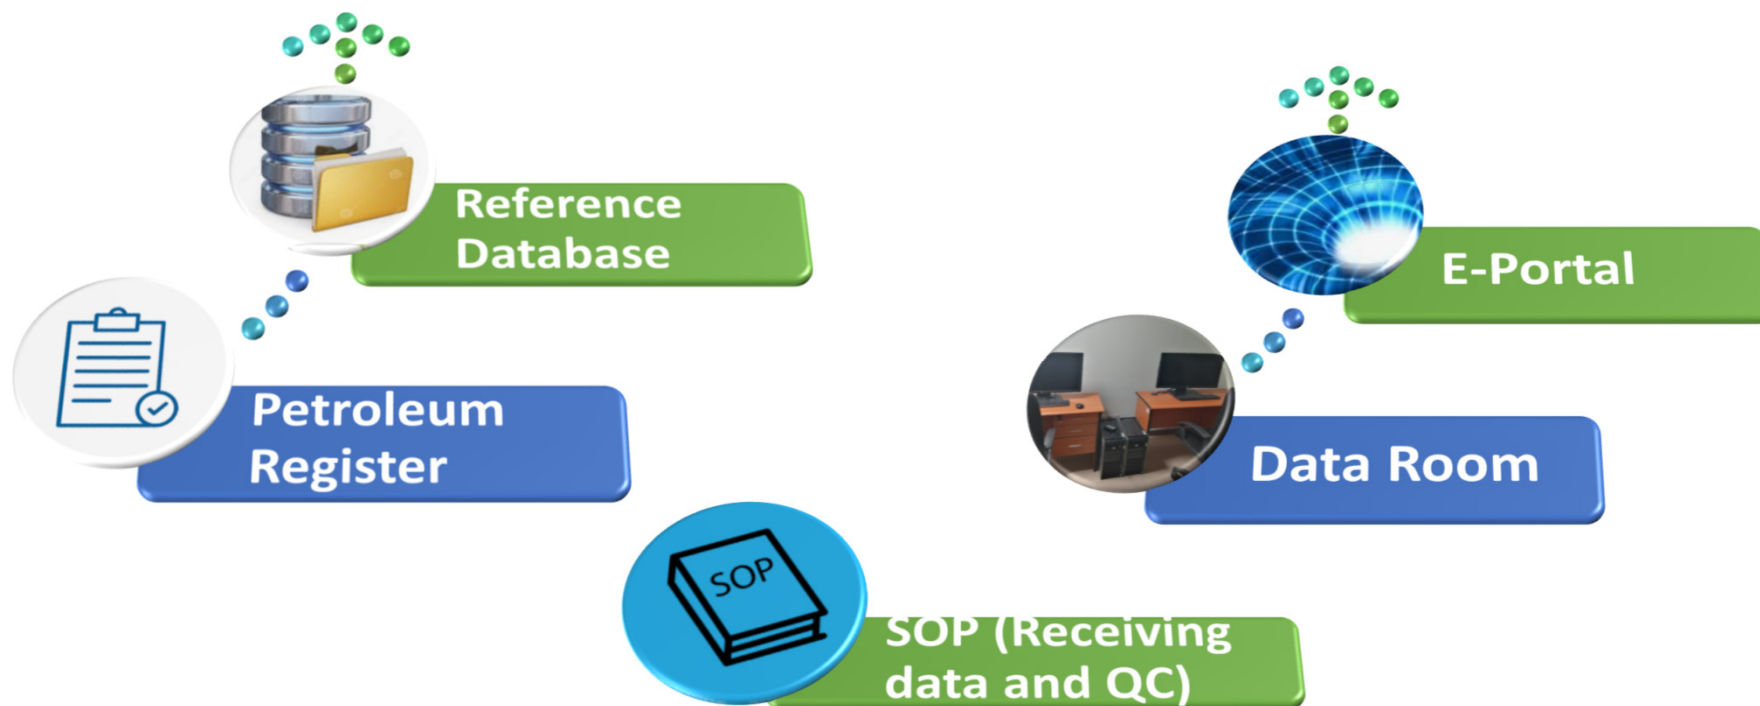 Reference
Database
E-Portal
Petroleum
Register
Data Room
SOP
SOP (Receiving
data and QC)